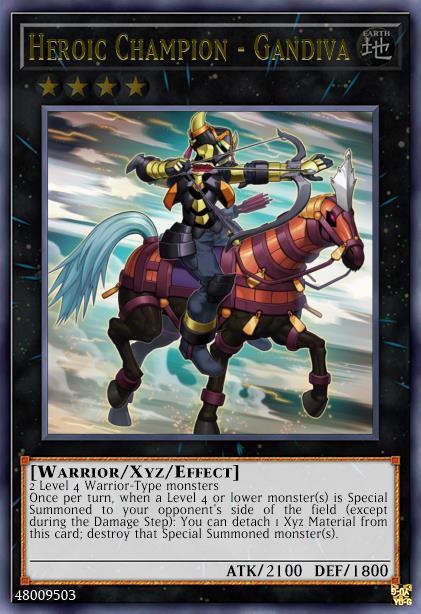 Heroic Champion - Gandiva
EARTH
地
[Warrior/Xyz/Effect]
2 Level 4 Warrior-Type monsters
Once per turn, when a Level 4 or lower monster(s) is Special
Summoned to your opponent's side of the field (except
during the Damage Step): You can detach 1 Xyz Material from
this card; destroy that Special Summoned monster(s).
ATK/2100 DEF/1800
48009503